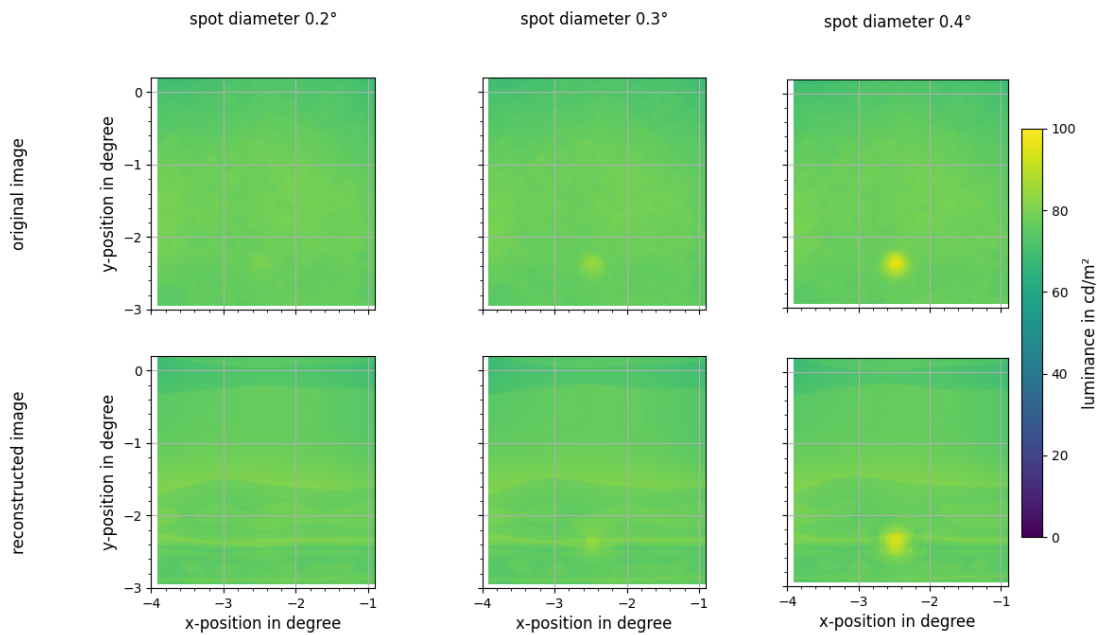 spot diameter 0.2°
spot diameter 0.3°
spot diameter 0.4°
original image
y-position in degree
0
−1
−2
−3
reconstructed image
y-position in degree
0
−1
−2
−3
−4
−3
−2
−1
x-position in degree
−4
−3
−2
−1
x-position in degree
−4
−3
−2
−1
x-position in degree
100
80
60
40
20
0
luminance in cd/m²